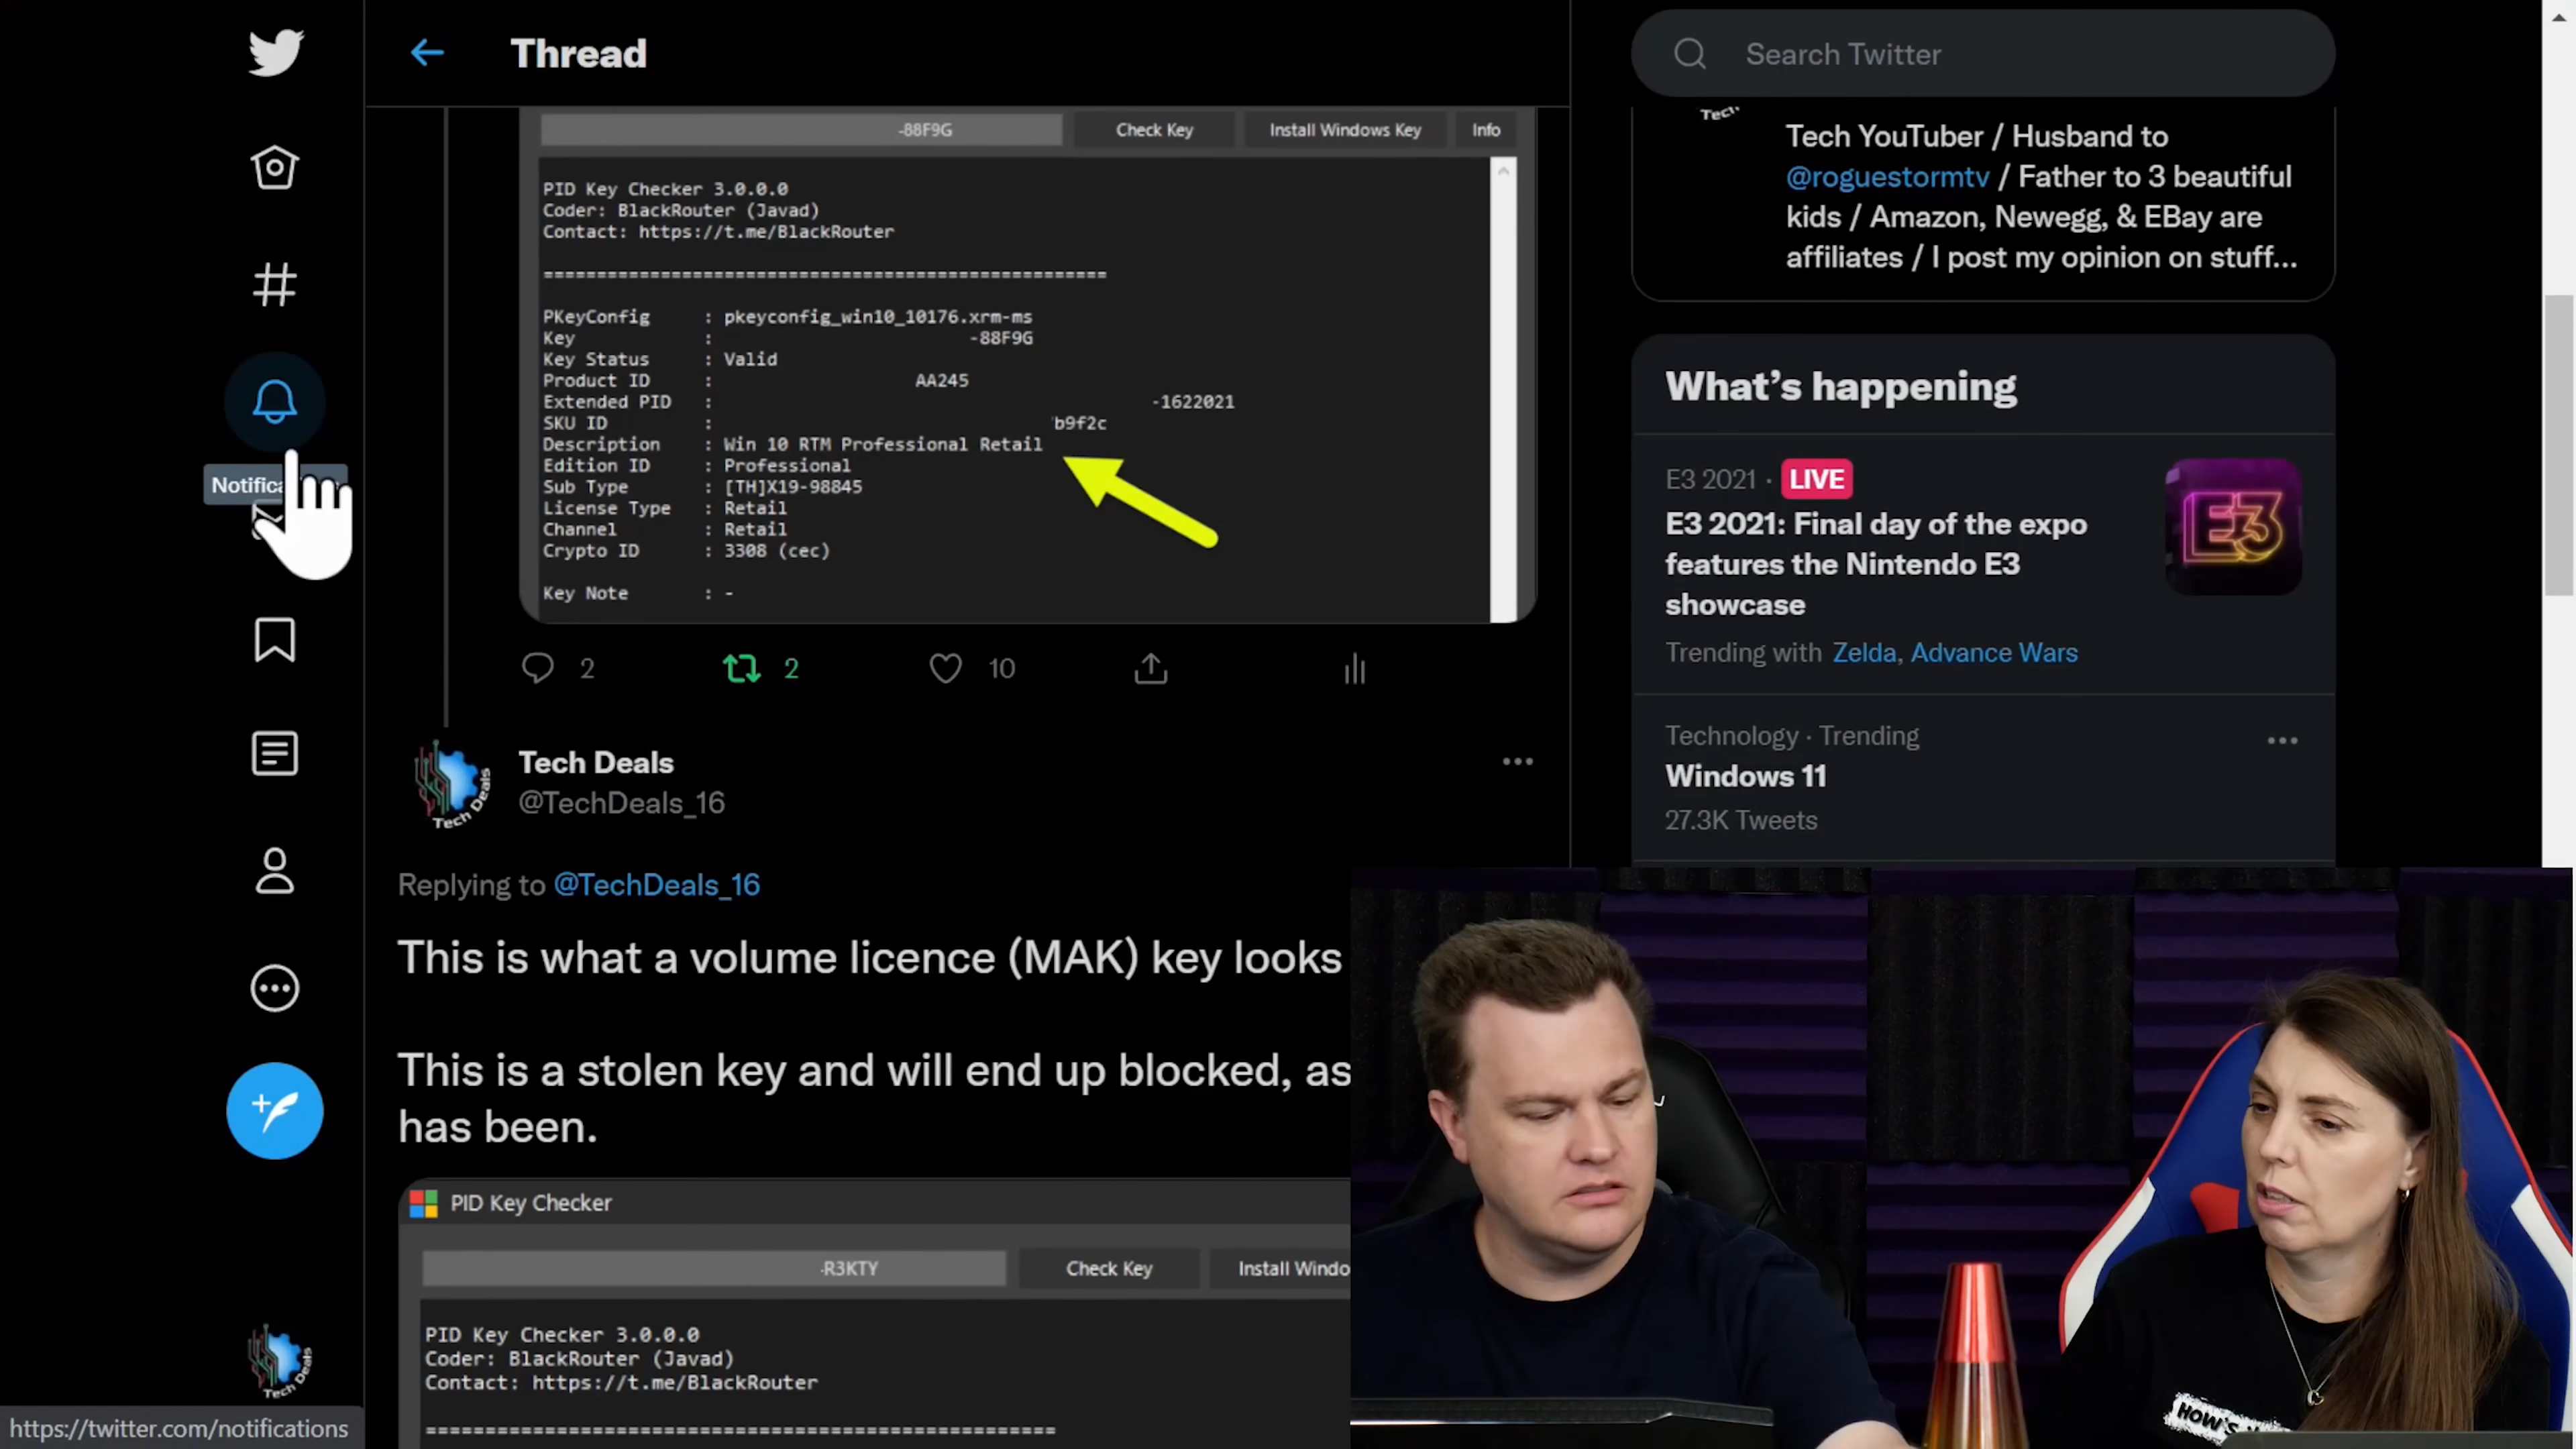 Thread
Search Twitter
-88F9G
Check Key
Install Windows Key
Info
PID Key Checker 3.0.0.0
Coder: BlackRouter (Javad)
Contact: https://t.me/BlackRouter
=====================================================
PKeyConfig : pkeyconfig_win10_10176.xrm-ms
Key : -88F9G
Key Status : Valid
Product ID : AA245
Extended PID : -1622021
SKU ID : b9f2c
Description : Win 10 RTM Professional Retail
Edition ID : Professional
Sub Type : [TH]X19-98845
License Type : Retail
Channel : Retail
Crypto ID : 3308 (cec)
Key Note : -
2
2
10
Tech Deals
@TechDeals_16
Replying to @TechDeals_16
This is what a volume licence (MAK) key looks
This is a stolen key and will end up blocked, as
has been.
PID Key Checker
-R3KTY
Check Key
Install Windo
PID Key Checker 3.0.0.0
Coder: BlackRouter (Javad)
Contact: https://t.me/BlackRouter
=====================================================
Tech
Tech YouTuber / Husband to
@roguestormtv / Father to 3 beautiful
kids / Amazon, Newegg, & EBay are
affiliates / I post my opinion on stuff...
What's happening
E3 2021 · LIVE
E3 2021: Final day of the expo
features the Nintendo E3
showcase
Trending with Zelda, Advance Wars
E3
Technology · Trending
Windows 11
27.3K Tweets
Notifica
Tech Deals
Tech Deals
HOW'S
https://twitter.com/notifications